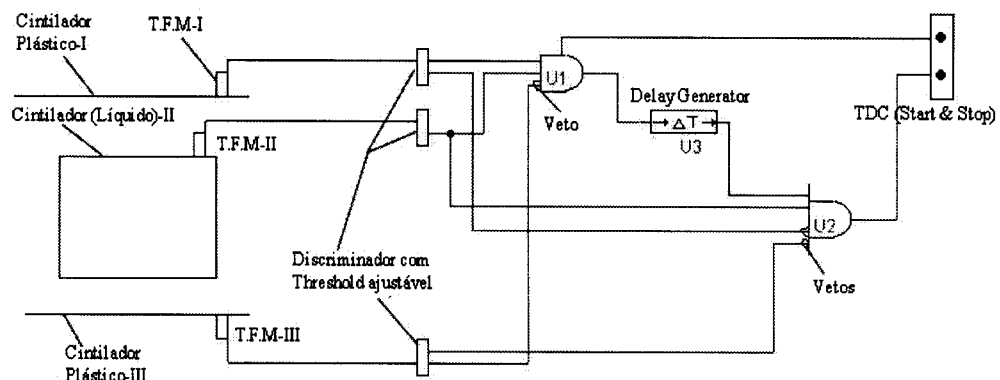 Cintilador
Plástico-I
T.F.M-I
Cintilador (Líquido)-II
T.F.M-II
U1
Veto
Delay Generator
Δ T
U3
TDC (Start & Stop)
U2
Vetos
Discriminador com
Threshold ajustável
T.F.M-III
Cintilador
Plástico-III